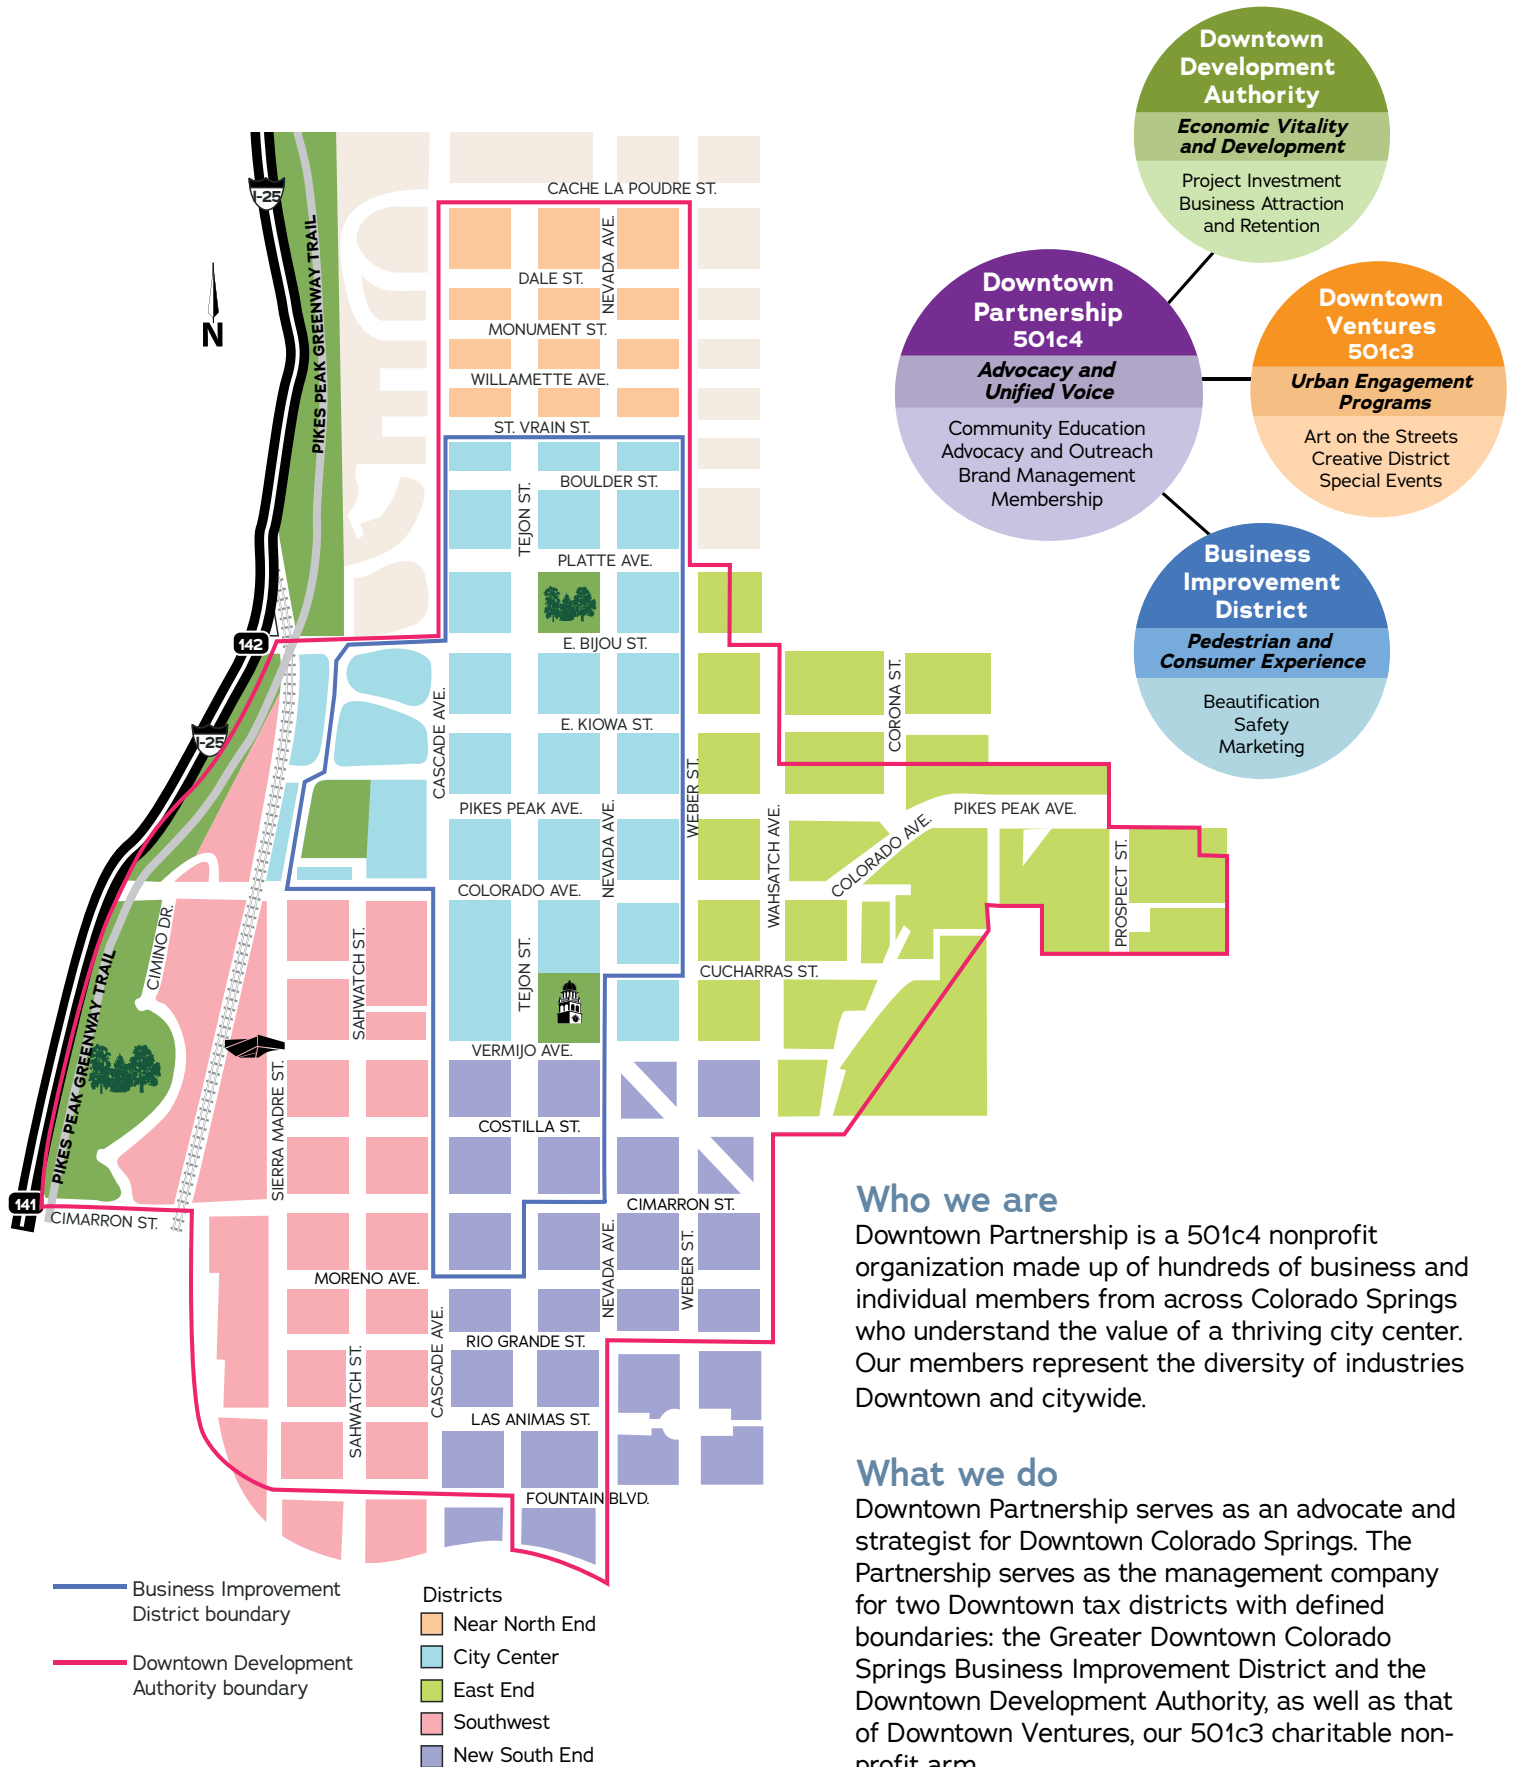 Downtown
Development
Authority
Economic Vitality
and Development
Project Investment
Business Attraction
and Retention
Downtown
Partnership
501c4
Advocacy and
Unified Voice
Community Education
Advocacy and Outreach
Brand Management
Membership
Downtown
Ventures
501c3
Urban Engagement
Programs
Art on the Streets
Creative District
Special Events
Business
Improvement
District
Pedestrian and
Consumer Experience
Beautification
Safety
Marketing
I-25
PIKES PEAK GREENWAY TRAIL
N
CACHE LA POUDRE ST.
NEVADA AVE.
DALE ST.
MONUMENT ST.
WILLAMETTE AVE.
ST. VRAIN ST.
BOULDER ST.
TEJON ST.
PLATTE AVE.
142
E. BIJOU ST.
CASCADE AVE.
CORONA ST.
E. KIOWA ST.
I-25
WEBER ST.
PIKES PEAK AVE.
NEVADA AVE.
WAHSATCH AVE.
COLORADO AVE.
PIKES PEAK AVE.
PROSPECT ST.
COLORADO AVE.
CIMINO DR.
SAHWATCH ST.
TEJON ST.
CUCHARRAS ST.
PIKES PEAK GREENWAY TRAIL
VERMIJO AVE.
SIERRA MADRE ST.
COSTILLA ST.
141
CIMARRON ST.
CIMARRON ST.
NEVADA AVE.
WEBER ST.
MORENO AVE.
CASCADE AVE.
RIO GRANDE ST.
SAHWATCH ST.
LAS ANIMAS ST.
FOUNTAIN BLVD.
Business Improvement
District boundary
Downtown Development
Authority boundary
Districts
Near North End
City Center
East End
Southwest
New South End
Who we are
Downtown Partnership is a 501c4 nonprofit
organization made up of hundreds of business and
individual members from across Colorado Springs
who understand the value of a thriving city center.
Our members represent the diversity of industries
Downtown and citywide.
What we do
Downtown Partnership serves as an advocate and
strategist for Downtown Colorado Springs. The
Partnership serves as the management company
for two Downtown tax districts with defined
boundaries: the Greater Downtown Colorado
Springs Business Improvement District and the
Downtown Development Authority, as well as that
of Downtown Ventures, our 501c3 charitable non-
profit arm